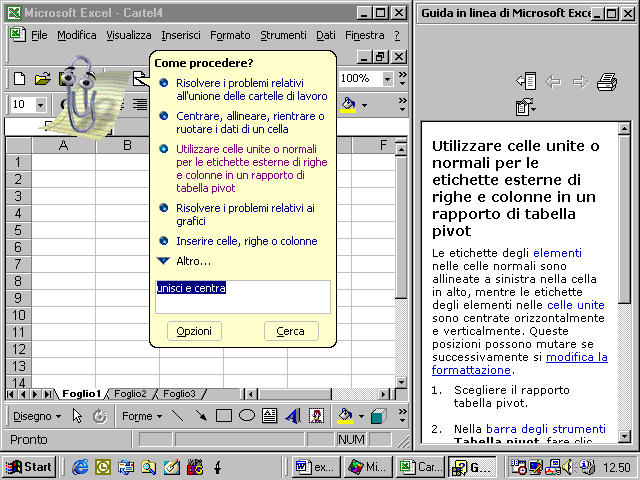 Microsoft Excel - Cartel4
File Modifica Visualizza Inserisci Formato Strumenti Dati Finestra ?
100%
10
A B F
1
2
3
4
5
6
7
8
9
10
11
12
13
14
Come procedere?
Risolvere i problemi relativi
all'unione delle cartelle di lavoro
Centrare, allineare, rientrare o
ruotare i dati di un cella
Utilizzare celle unite o normali
per le etichette esterne di righe
e colonne in un rapporto di
tabella pivot
Risolvere i problemi relativi ai
grafici
Inserire celle, righe o colonne
Altro...
unisci e centra
Opzioni Cerca
Foglio1 Foglio2 Foglio3
Disegno Forme
Pronto NUM
Guida in linea di Microsoft Exc
Utilizzare celle unite o
normali per le
etichette esterne di
righe e colonne in un
rapporto di tabella
pivot
Le etichette degli elementi
nelle celle normali sono
allineate a sinistra nella cella
in alto, mentre le etichette
degli elementi nelle celle unite
sono centrate orizzontalmente
e verticalmente. Queste
posizioni possono mutare se
successivamente si modifica la
formattazione.
1. Scegliere il rapporto
tabella pivot.
2. Nella barra degli strumenti
Tabella pivot, fare clic
Start ex... Mi... Car... G... 12.50